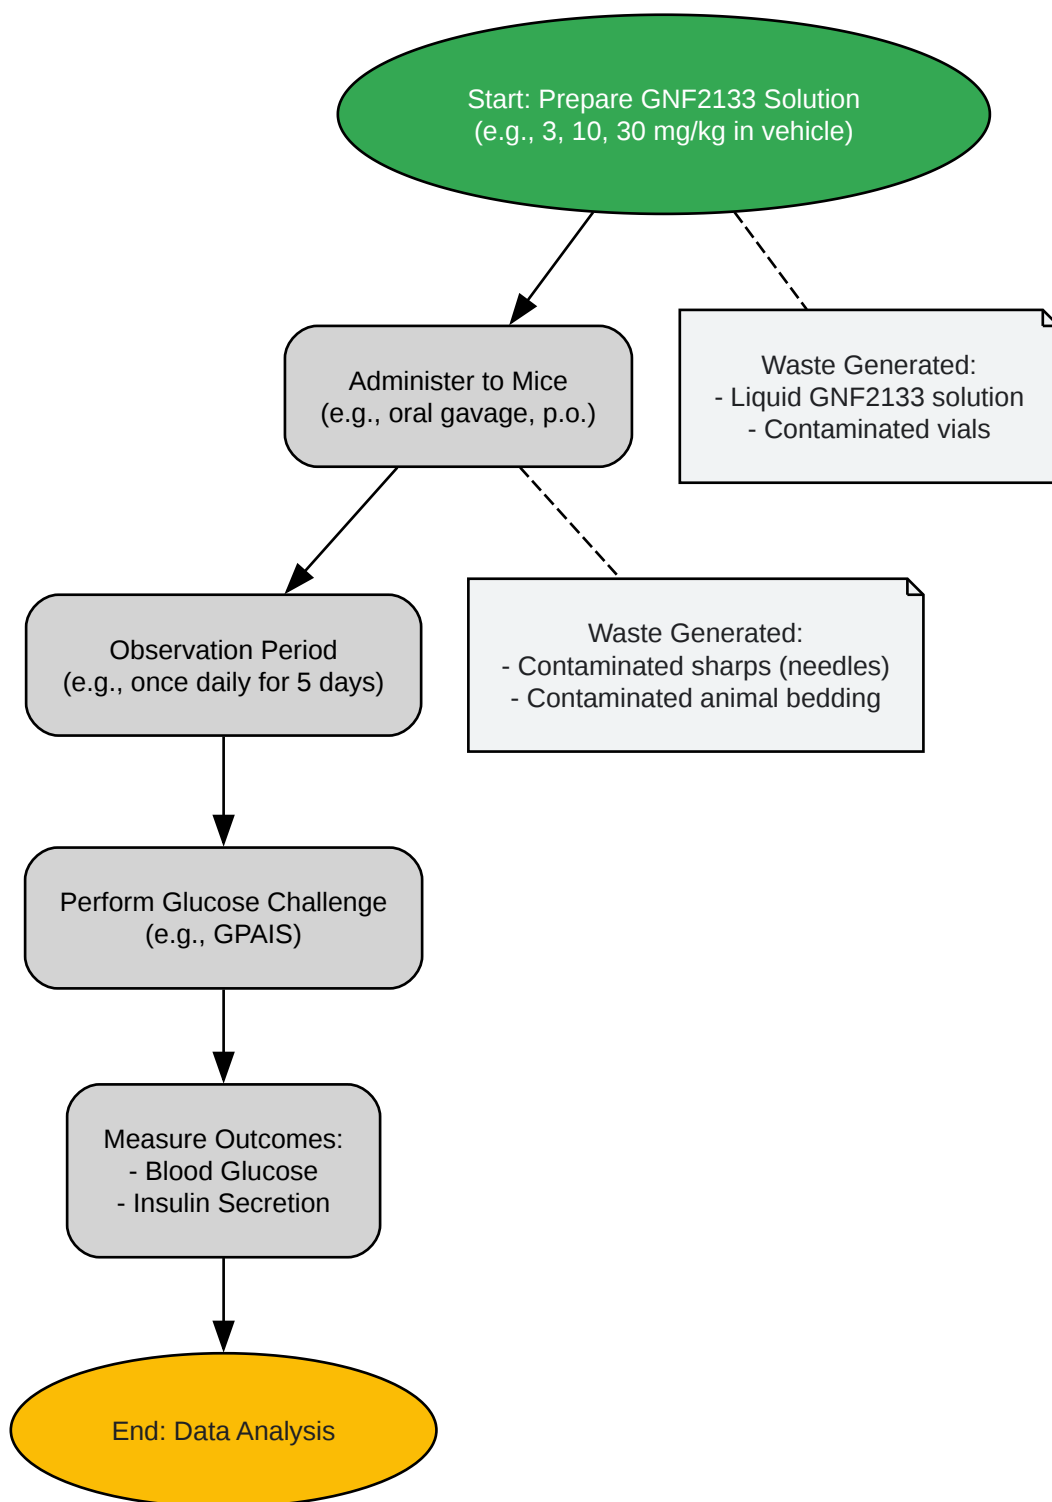 Start: Prepare GNF2133 Solution
(e.g., 3, 10, 30 mg/kg in vehicle)
Administer to Mice
(e.g., oral gavage, p.o.)
Waste Generated:
- Liquid GNF2133 solution
- Contaminated vials
Observation Period
(e.g., once daily for 5 days)
Waste Generated:
- Contaminated sharps (needles)
- Contaminated animal bedding
Perform Glucose Challenge
(e.g., GPAIS)
Measure Outcomes:
- Blood Glucose
- Insulin Secretion
End: Data Analysis